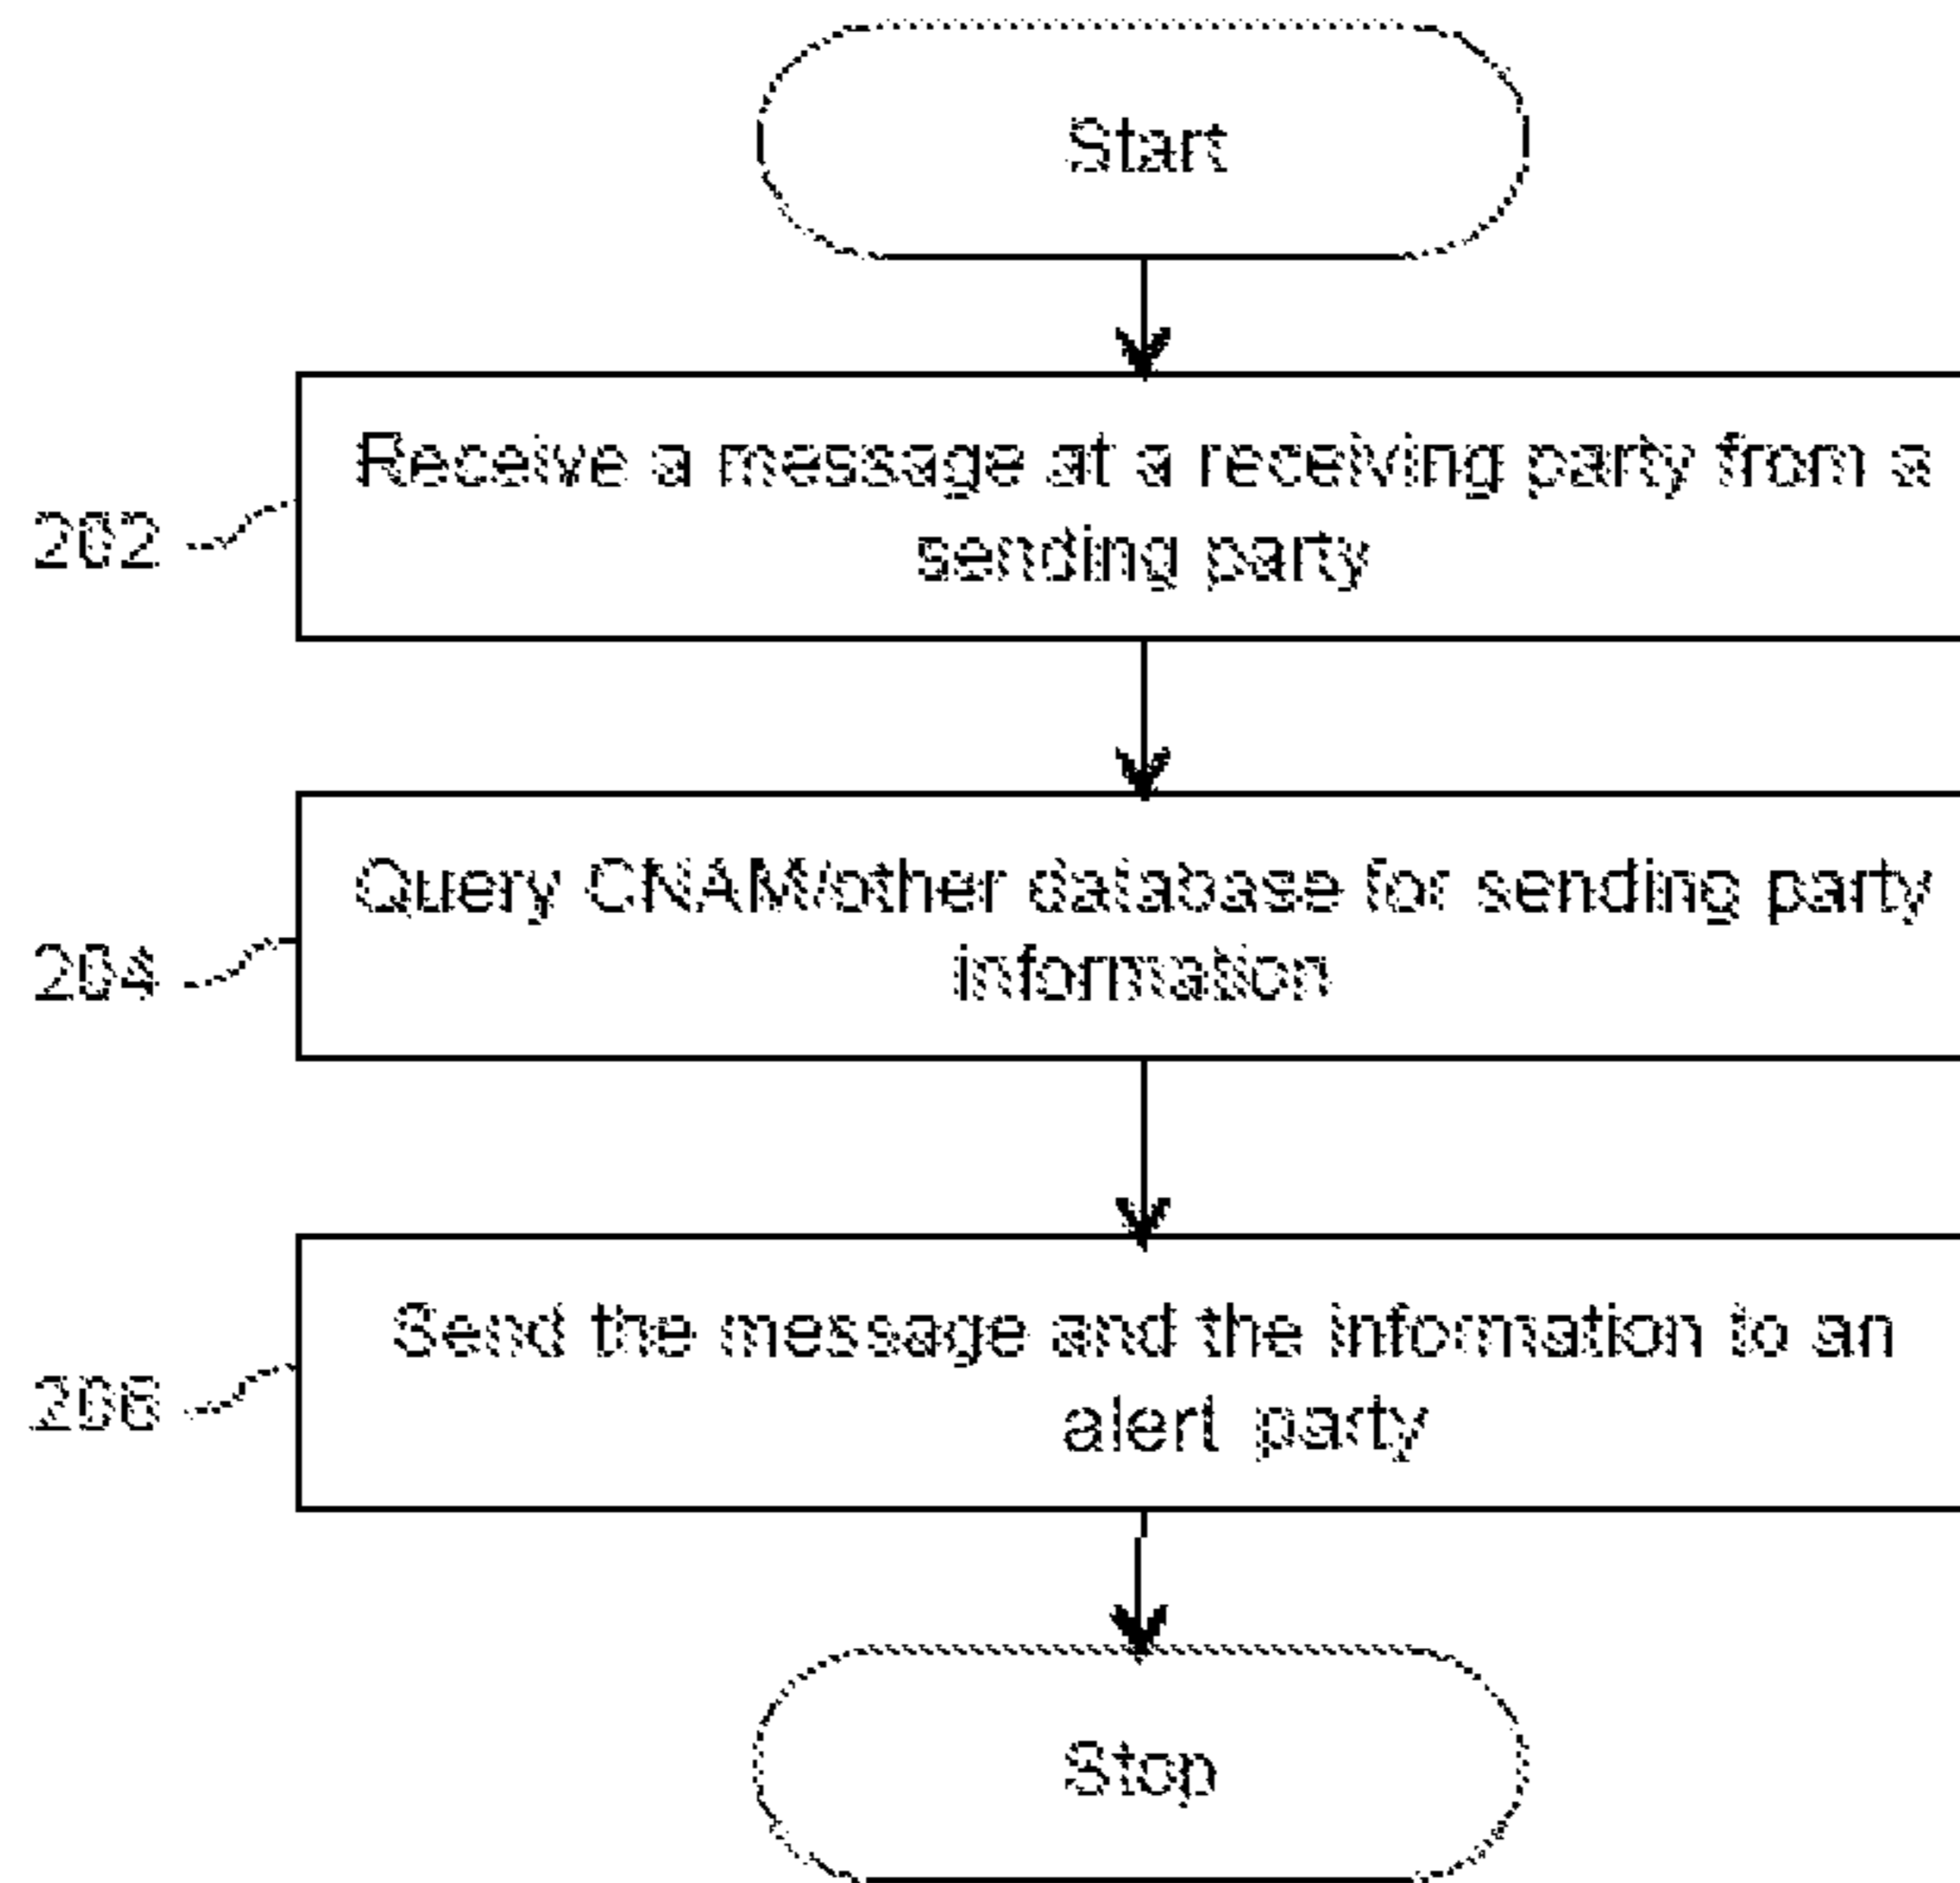 Start
Receive a message at a receiving party from a
sending party
202
Query CNAM/other database for sending party
information
204
Send the message and the information to an
alert party
206
Stop